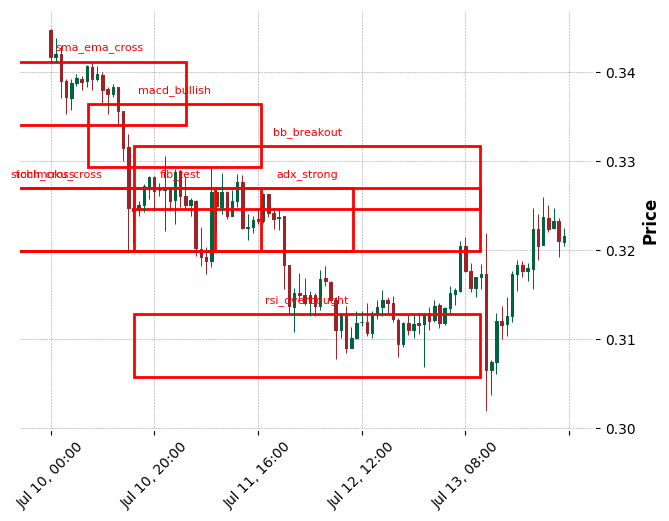 sma_ema_cross
0.34
macd_bullish
bb_breakout
0.33
fib_test
adx_strong
0.32
Price
rsi_overbought
0.31
0.30
Jul 10, 00:00
Jul 10, 20:00
Jul 11, 16:00
Jul 12, 12:00
Jul 13, 08:00